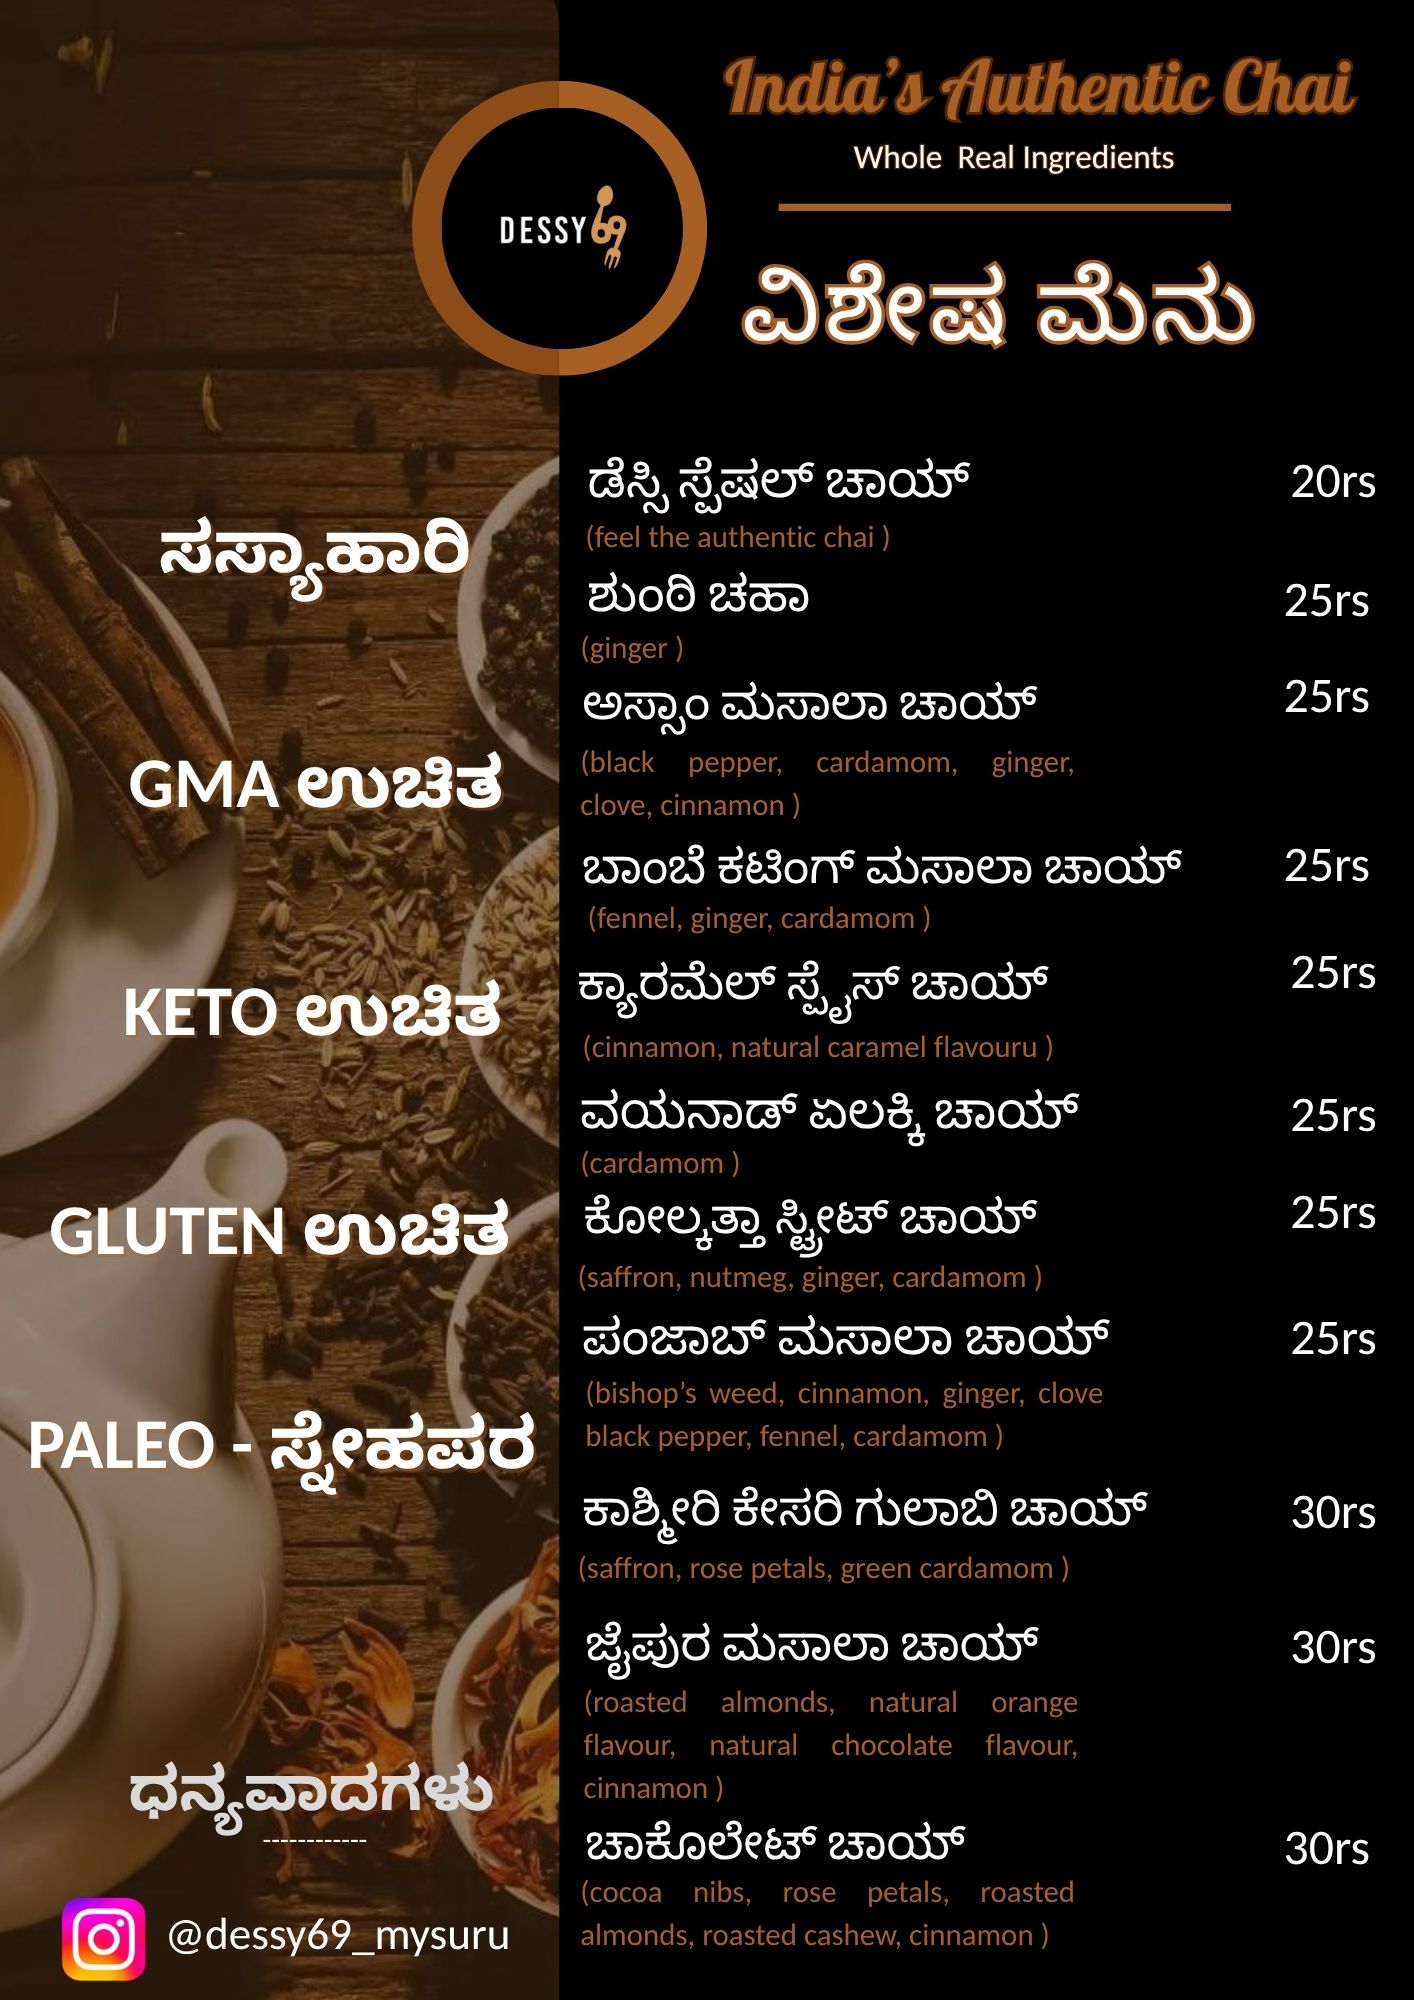 India's Authentic Chai
Whole Real Ingredients
DESSY69
ವಿಶೇಷ ಮೆನು
ಸಸ್ಯಾಹಾರಿ
GMA ಉಚಿತ
KETO ಉಚಿತ
GLUTEN ಉಚಿತ
PALEO - ಸ್ನೇಹಪರ
ಧನ್ಯವಾದಗಳು
------------
@dessy69_mysuru
ಡೆಸ್ಸಿ ಸ್ಪೆಷಲ್ ಚಾಯ್ 20rs
(feel the authentic chai )
ಶುಂಠಿ ಚಹಾ 25rs
(ginger )
ಅಸ್ಸಾಂ ಮಸಾಲಾ ಚಾಯ್ 25rs
(black pepper, cardamom, ginger,
clove, cinnamon )
ಬಾಂಬೆ ಕಟಿಂಗ್ ಮಸಾಲಾ ಚಾಯ್ 25rs
(fennel, ginger, cardamom )
ಕ್ಯಾರಮೆಲ್ ಸ್ಪೈಸ್ ಚಾಯ್ 25rs
(cinnamon, natural caramel flavouru )
ವಯನಾಡ್ ಏಲಕ್ಕಿ ಚಾಯ್ 25rs
(cardamom )
ಕೋಲ್ಕತ್ತಾ ಸ್ಟ್ರೀಟ್ ಚಾಯ್ 25rs
(saffron, nutmeg, ginger, cardamom )
ಪಂಜಾಬ್ ಮಸಾಲಾ ಚಾಯ್ 25rs
(bishop's weed, cinnamon, ginger, clove
black pepper, fennel, cardamom )
ಕಾಶ್ಮೀರಿ ಕೇಸರಿ ಗುಲಾಬಿ ಚಾಯ್ 30rs
(saffron, rose petals, green cardamom )
ಜೈಪುರ ಮಸಾಲಾ ಚಾಯ್ 30rs
(roasted almonds, natural orange
flavour, natural chocolate flavour,
cinnamon )
ಚಾಕೊಲೇಟ್ ಚಾಯ್ 30rs
(cocoa nibs, rose petals, roasted
almonds, roasted cashew, cinnamon )